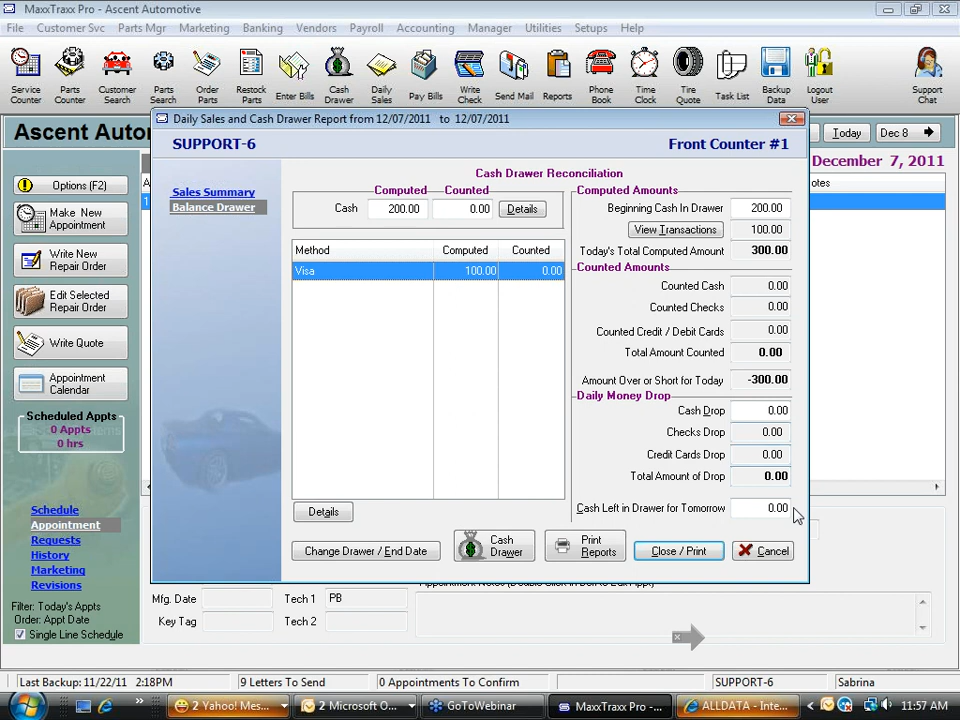 MaxxTraxx Pro - Ascent Automotive
File Customer Svc Parts Mgr Marketing Banking Vendors Payroll Accounting Manager Utilities Setups Help
Service Counter
Parts Counter
Customer Search
Parts Search
Order Parts
Restock Parts
Enter Bills
Cash Drawer
Daily Sales
Pay Bills
Write Check
Send Mail
Reports
Phone Book
Time Clock
Tire Quote
Task List
Backup Data
Logout User
Support Chat
Ascent Auto
Today
Dec 8
December 7, 2011
otes
Options (F2)
Make New Appointment
Write New Repair Order
Edit Selected Repair Order
Write Quote
Appointment Calendar
Scheduled Appts
0 Appts
0 hrs
Schedule
Appointment
Requests
History
Marketing
Revisions
Filter: Today's Appts
Order: Appt Date
Single Line Schedule
Daily Sales and Cash Drawer Report from 12/07/2011 to 12/07/2011
SUPPORT-6
Front Counter #1
Sales Summary
Balance Drawer
Cash Drawer Reconciliation
Computed Counted
Cash 200.00 0.00 Details
Method Computed Counted
Visa 100.00 0.00
Details
Computed Amounts
Beginning Cash In Drawer 200.00
View Transactions 100.00
Today's Total Computed Amount 300.00
Counted Amounts
Counted Cash 0.00
Counted Checks 0.00
Counted Credit / Debit Cards 0.00
Total Amount Counted 0.00
Amount Over or Short for Today -300.00
Daily Money Drop
Cash Drop 0.00
Checks Drop 0.00
Credit Cards Drop 0.00
Total Amount of Drop 0.00
Cash Left in Drawer for Tomorrow 0.00
Change Drawer / End Date
Cash Drawer
Print Reports
Close / Print
Cancel
Mfg. Date Tech 1 PB
Key Tag Tech 2
Last Backup: 11/22/11 2:18PM 9 Letters To Send 0 Appointments To Confirm SUPPORT-6 Sabrina
2 Yahoo! Mes... 2 Microsoft O... GoToWebinar MaxxTraxx Pro -... ALLDATA - Inte... 11:57 AM